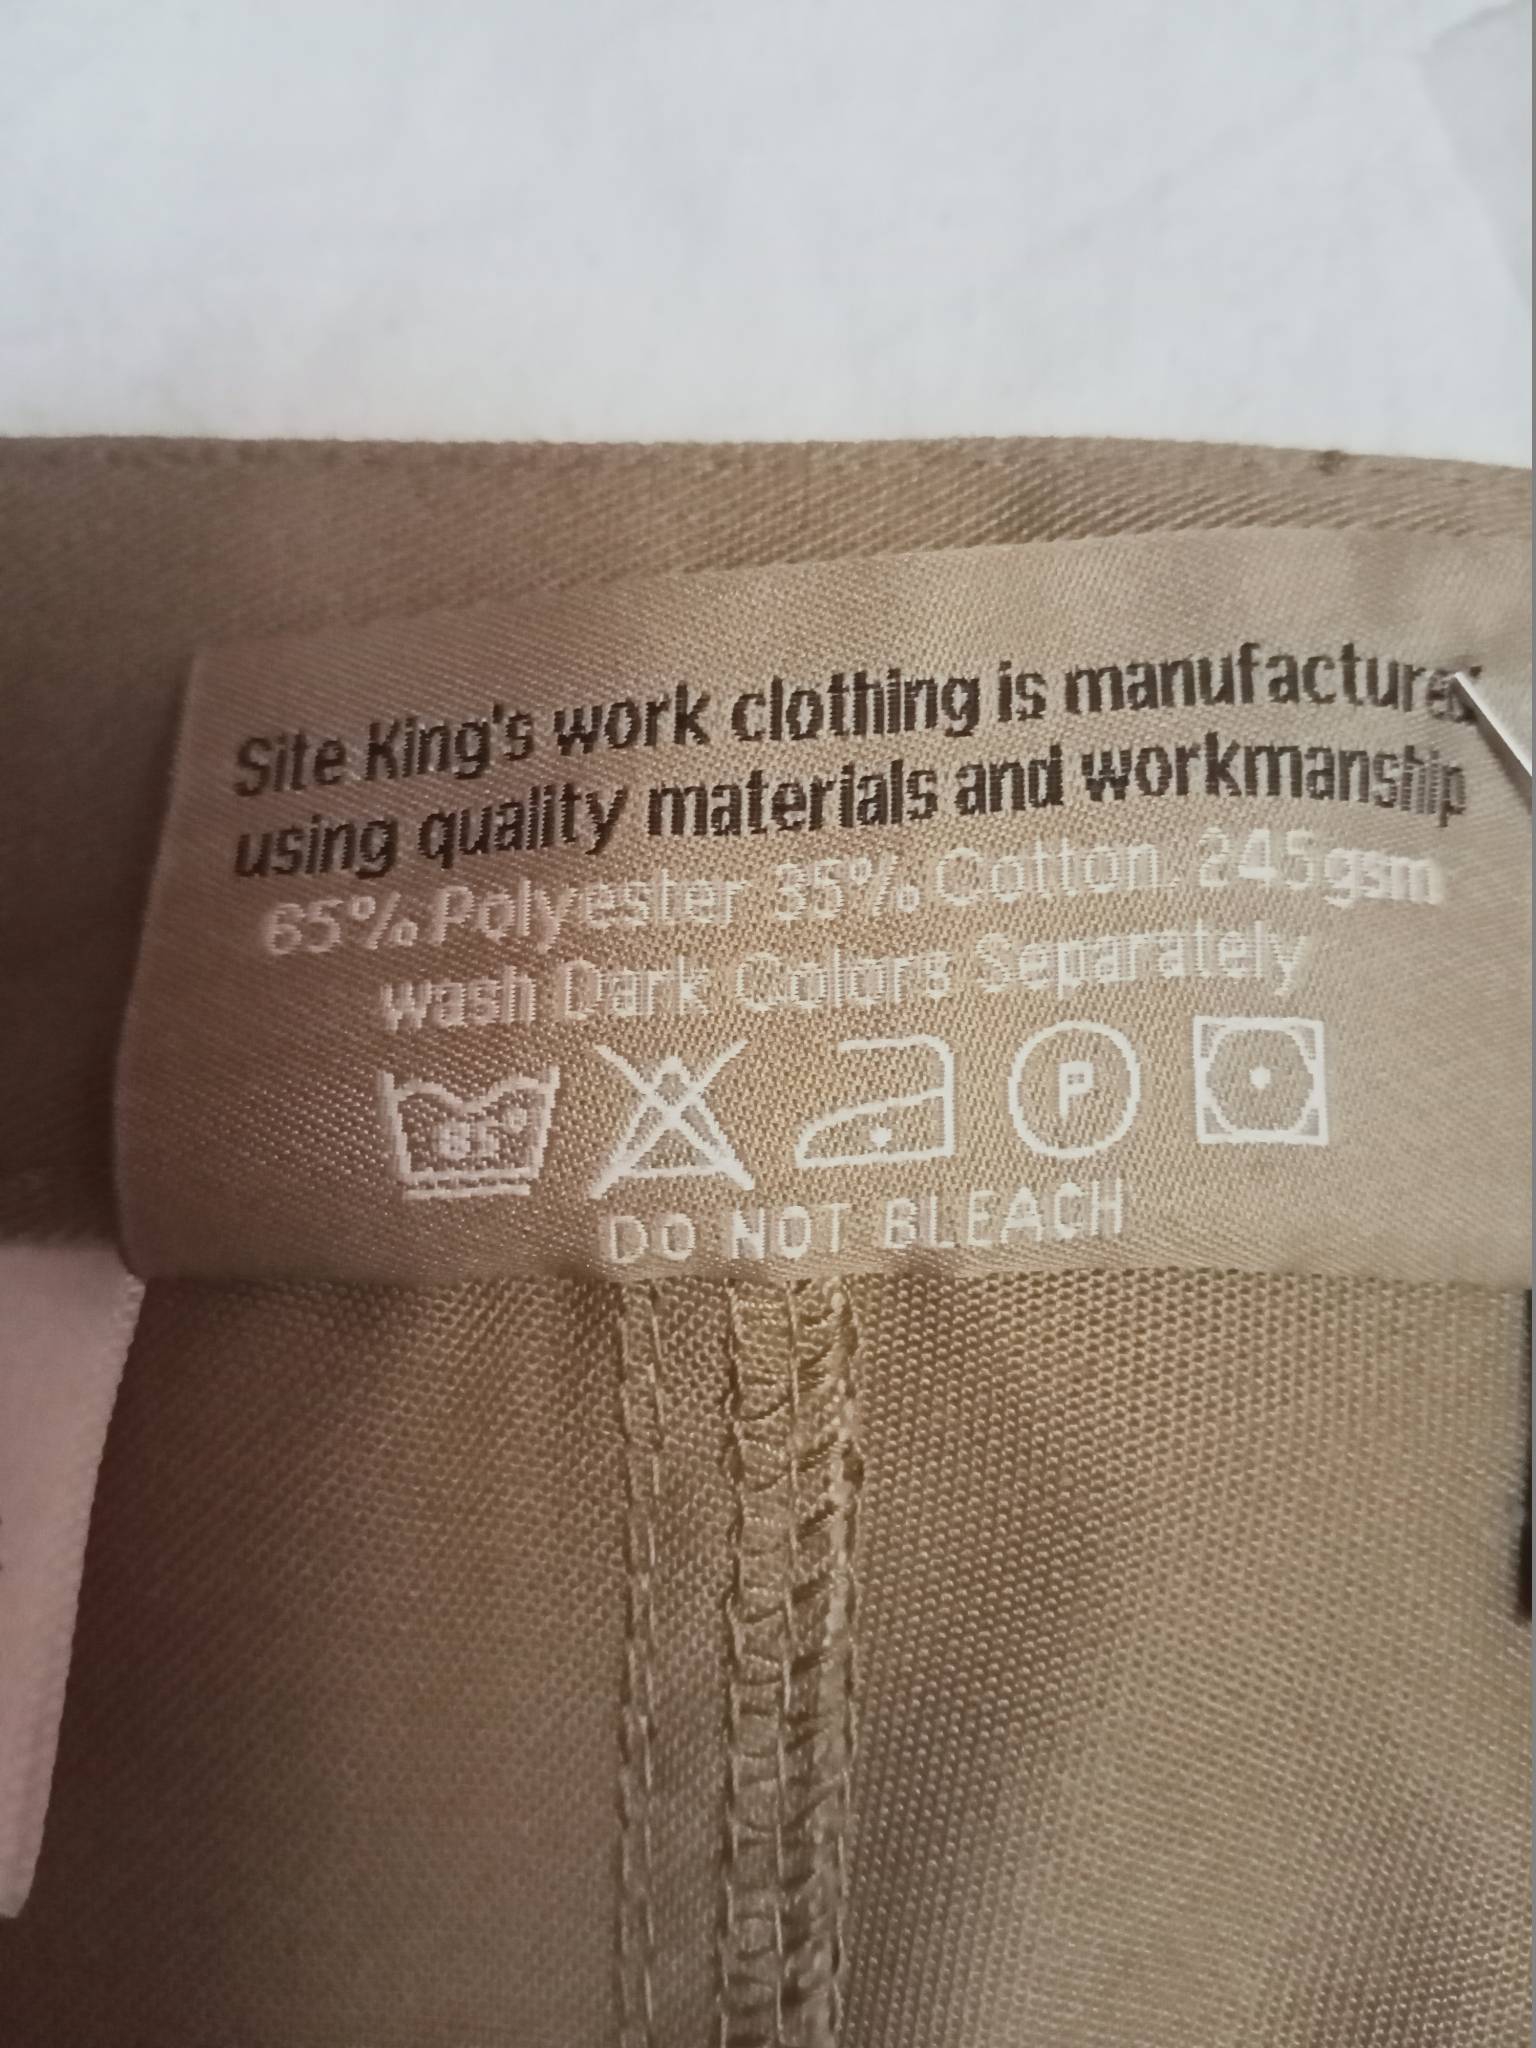 Site King's work clothing is manufactured
using quality materials and workmanship
65% Polyester 35% Cotton. 245gsm
wash Dark Colors Separately
P
DO NOT BLEACH